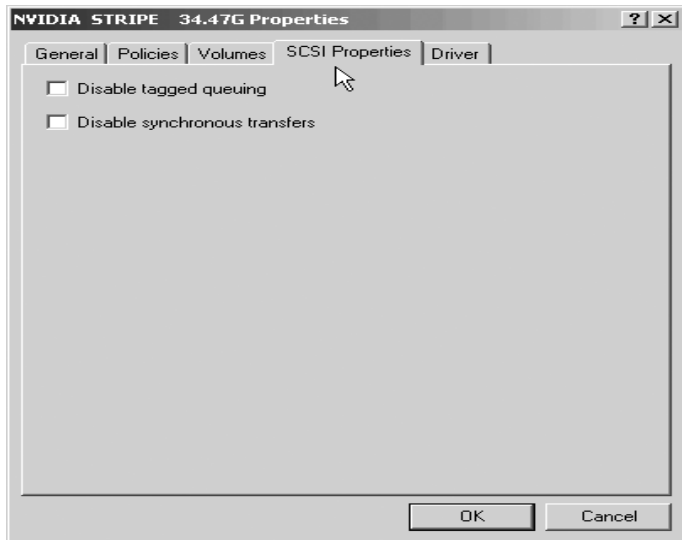 NVIDIA STRIPE 34.47G Properties
? ×
General Policies Volumes SCSI Properties Driver
Disable tagged queuing
Disable synchronous transfers
OK Cancel